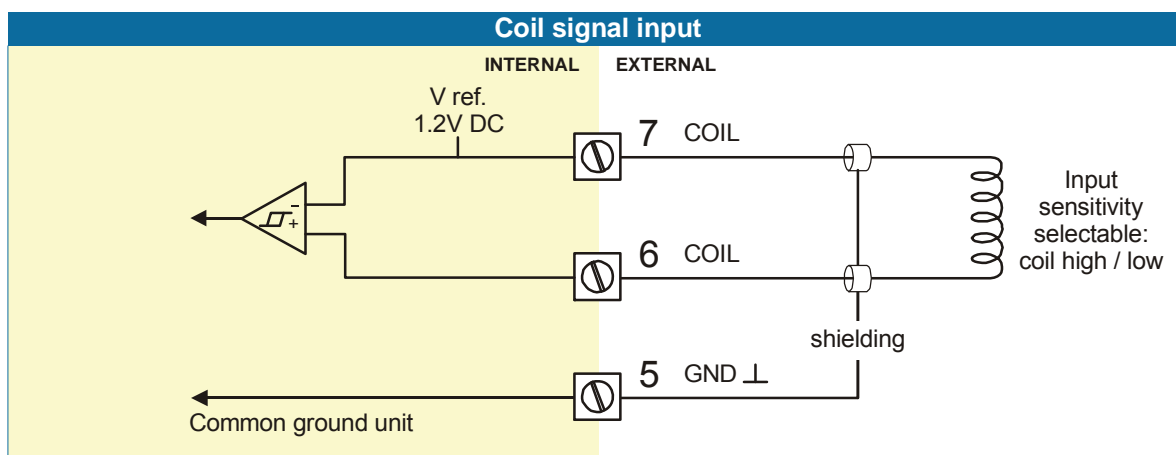 Coil signal input
INTERNAL EXTERNAL
V ref.
1.2V DC
7 COIL
-
+
Input
sensitivity
selectable:
coil high / low
6 COIL
shielding
5 GND ⊥
Common ground unit